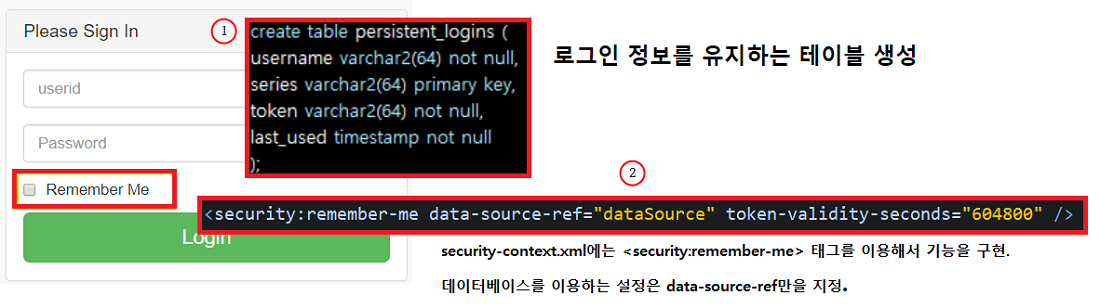 Please Sign In
1
create table persistent_logins (
username varchar2(64) not null,
series varchar2(64) primary key,
token varchar2(64) not null,
last_used timestamp not null
);
로그인 정보를 유지하는 테이블 생성
userid
Password
Remember Me
2
<security:remember-me data-source-ref="dataSource" token-validity-seconds="604800" />
Login
security-context.xml에는 <security:remember-me> 태그를 이용해서 기능을 구현.
데이터베이스를 이용하는 설정은 data-source-ref만을 지정.